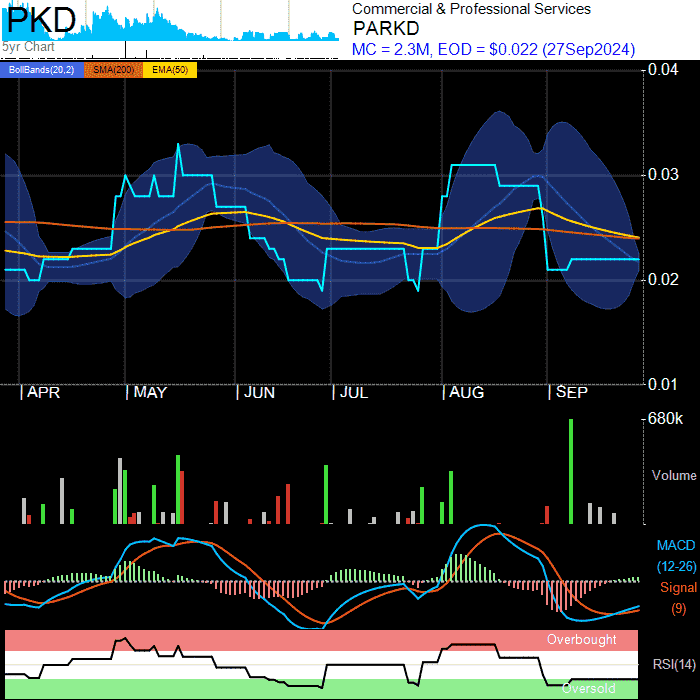 PKD
5yr Chart
Commercial & Professional Services
PARKD
MC = 2.3M, EOD = $0.022 (27Sep2024)
BollBands(20,2) SMA(200) EMA(50)
0.04
0.03
0.02
0.01
APR MAY JUN JUL AUG SEP
680k
Volume
MACD
(12-26)
Signal
(9)
Overbought
RSI(14)
Oversold